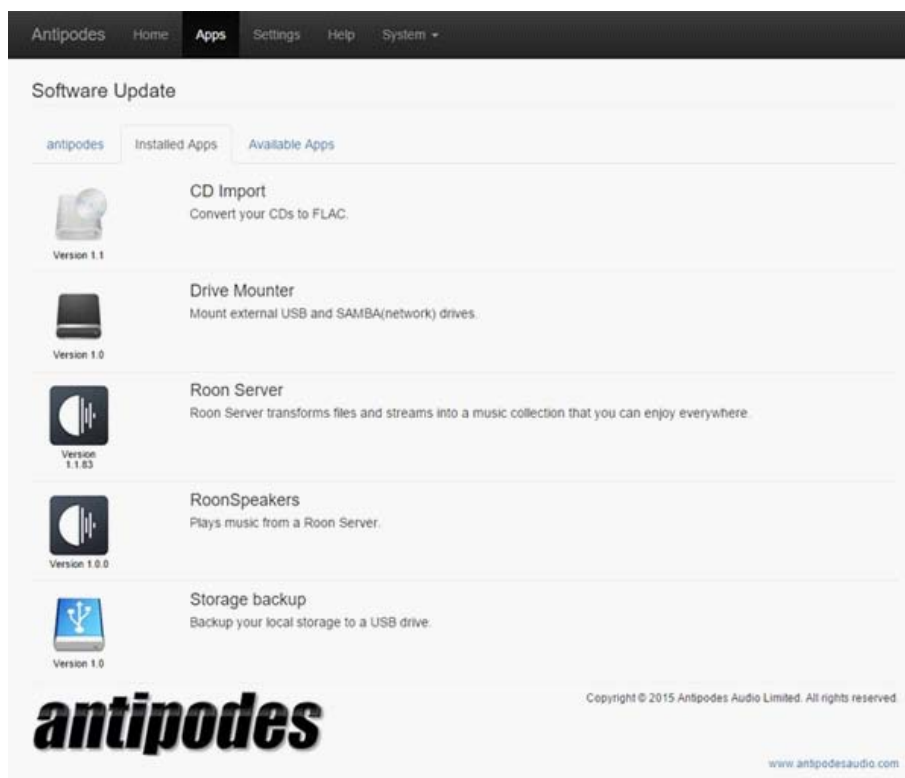 Antipodes Home Apps Settings Help System
Software Update
antipodes Installed Apps Available Apps
CD Import
Convert your CDs to FLAC.
Version 1.1
Drive Mounter
Mount external USB and SAMBA(network) drives.
Version 1.0
Roon Server
Roon Server transforms files and streams into a music collection that you can enjoy everywhere.
Version
1.1.83
RoonSpeakers
Plays music from a Roon Server.
Version 1.0.0
Storage backup
Backup your local storage to a USB drive.
Version 1.0
antipodes
Copyright © 2015 Antipodes Audio Limited. All rights reserved.
www.antipodesaudio.com